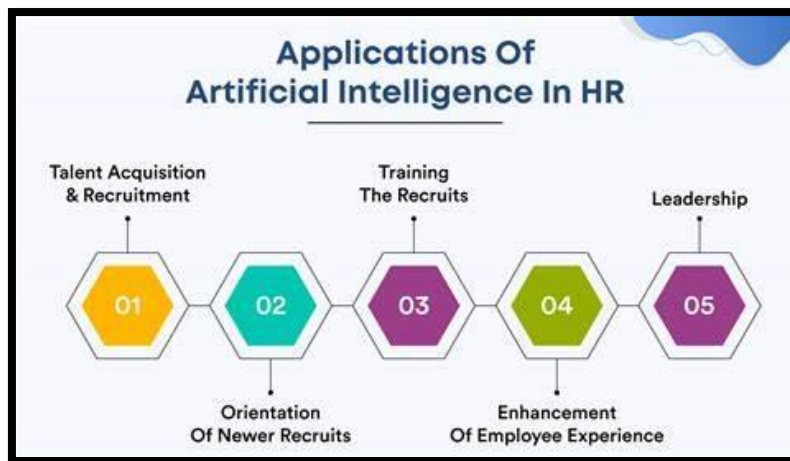 Applications Of
Artificial Intelligence In HR
Talent Acquisition
& Recruitment
Training
The Recruits
Leadership
01
02
03
04
05
Orientation
Of Newer Recruits
Enhancement
Of Employee Experience